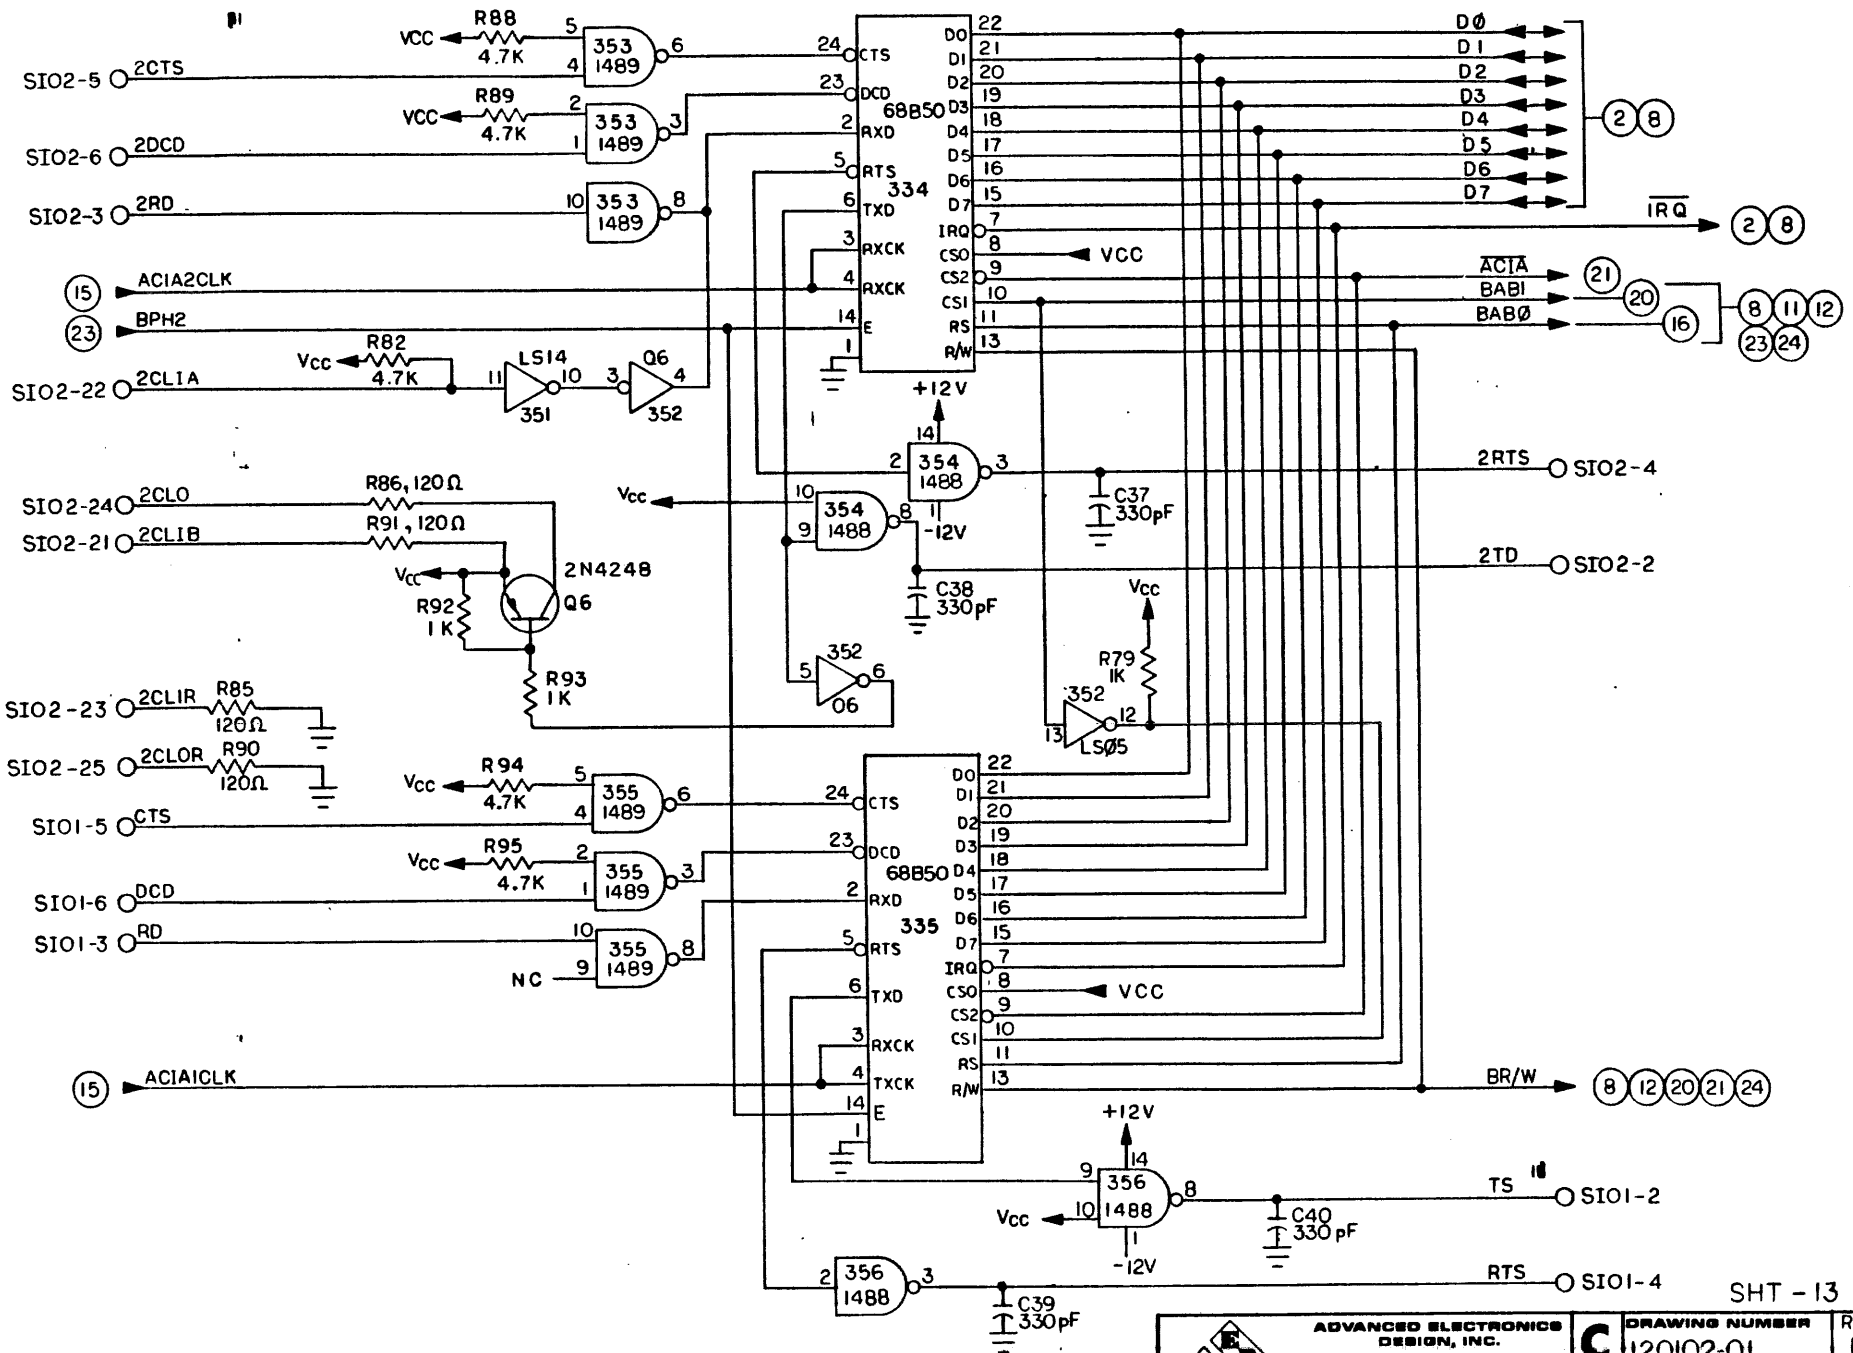 R88
VCC
4.7K
5
353
1489
6
4
SIO2-5 2CTS
R89
VCC
4.7K
2
353
1489
3
1
SIO2-6 2DCD
SIO2-3 2RD
10
353
1489
8
15 ACIA2CLK
23 BPH2
R82
VCC
4.7K
SIO2-22 2CLIA
11
LS14
10
351
3
Q6
4
352
24 CTS
23 DCD
2 RXD
5 RTS
6 TXD
3 RXCK
4 RXCK
14 E
1
68B50
334
D0 22
D1 21
D2 20
D3 19
D4 18
D5 17
D6 16
D7 15
IRQ 7
CS0 8
CS2 9
CS1 10
RS 11
R/W 13
VCC
DØ
D1
D2
D3
D4
D5
D6
D7
2 8
IRQ
2 8
ACIA
21
BAB1
20
BABØ
16
8 11 12
23 24
+12V
14
2
354
1488
3
1
-12V
2RTS
SIO2-4
C37
330pF
VCC
10
9
354
1488
8
2TD
SIO2-2
C38
330pF
SIO2-24 2CLO
R86, 120Ω
SIO2-21 2CLIB
R91, 120Ω
VCC
2N4248
Q6
R92
1K
R93
1K
352
5
6
06
VCC
R79
1K
352
13
12
LSØ5
SIO2-23 2CLIR
R85
120Ω
SIO2-25 2CLOR
R90
120Ω
R94
VCC
4.7K
5
355
1489
6
4
SIO1-5 CTS
R95
VCC
4.7K
2
355
1489
3
1
SIO1-6 DCD
SIO1-3 RD
10
355
1489
8
9
NC
15 ACIA1CLK
24 CTS
23 DCD
2 RXD
5 RTS
6 TXD
3 RXCK
4 TXCK
14 E
1
68B50
335
D0 22
D1 21
D2 20
D3 19
D4 18
D5 17
D6 16
D7 15
IRQ 7
CS0 8
CS2 9
CS1 10
RS 11
R/W 13
VCC
BR/W
8 12 20 21 24
+12V
14
9
356
10
1488
8
VCC
1
-12V
TS
SIO1-2
C40
330pF
2
356
1488
3
RTS
SIO1-4
C39
330pF
SHT - 13
ADVANCED ELECTRONICS
DESIGN, INC.
C
DRAWING NUMBER
120102-01